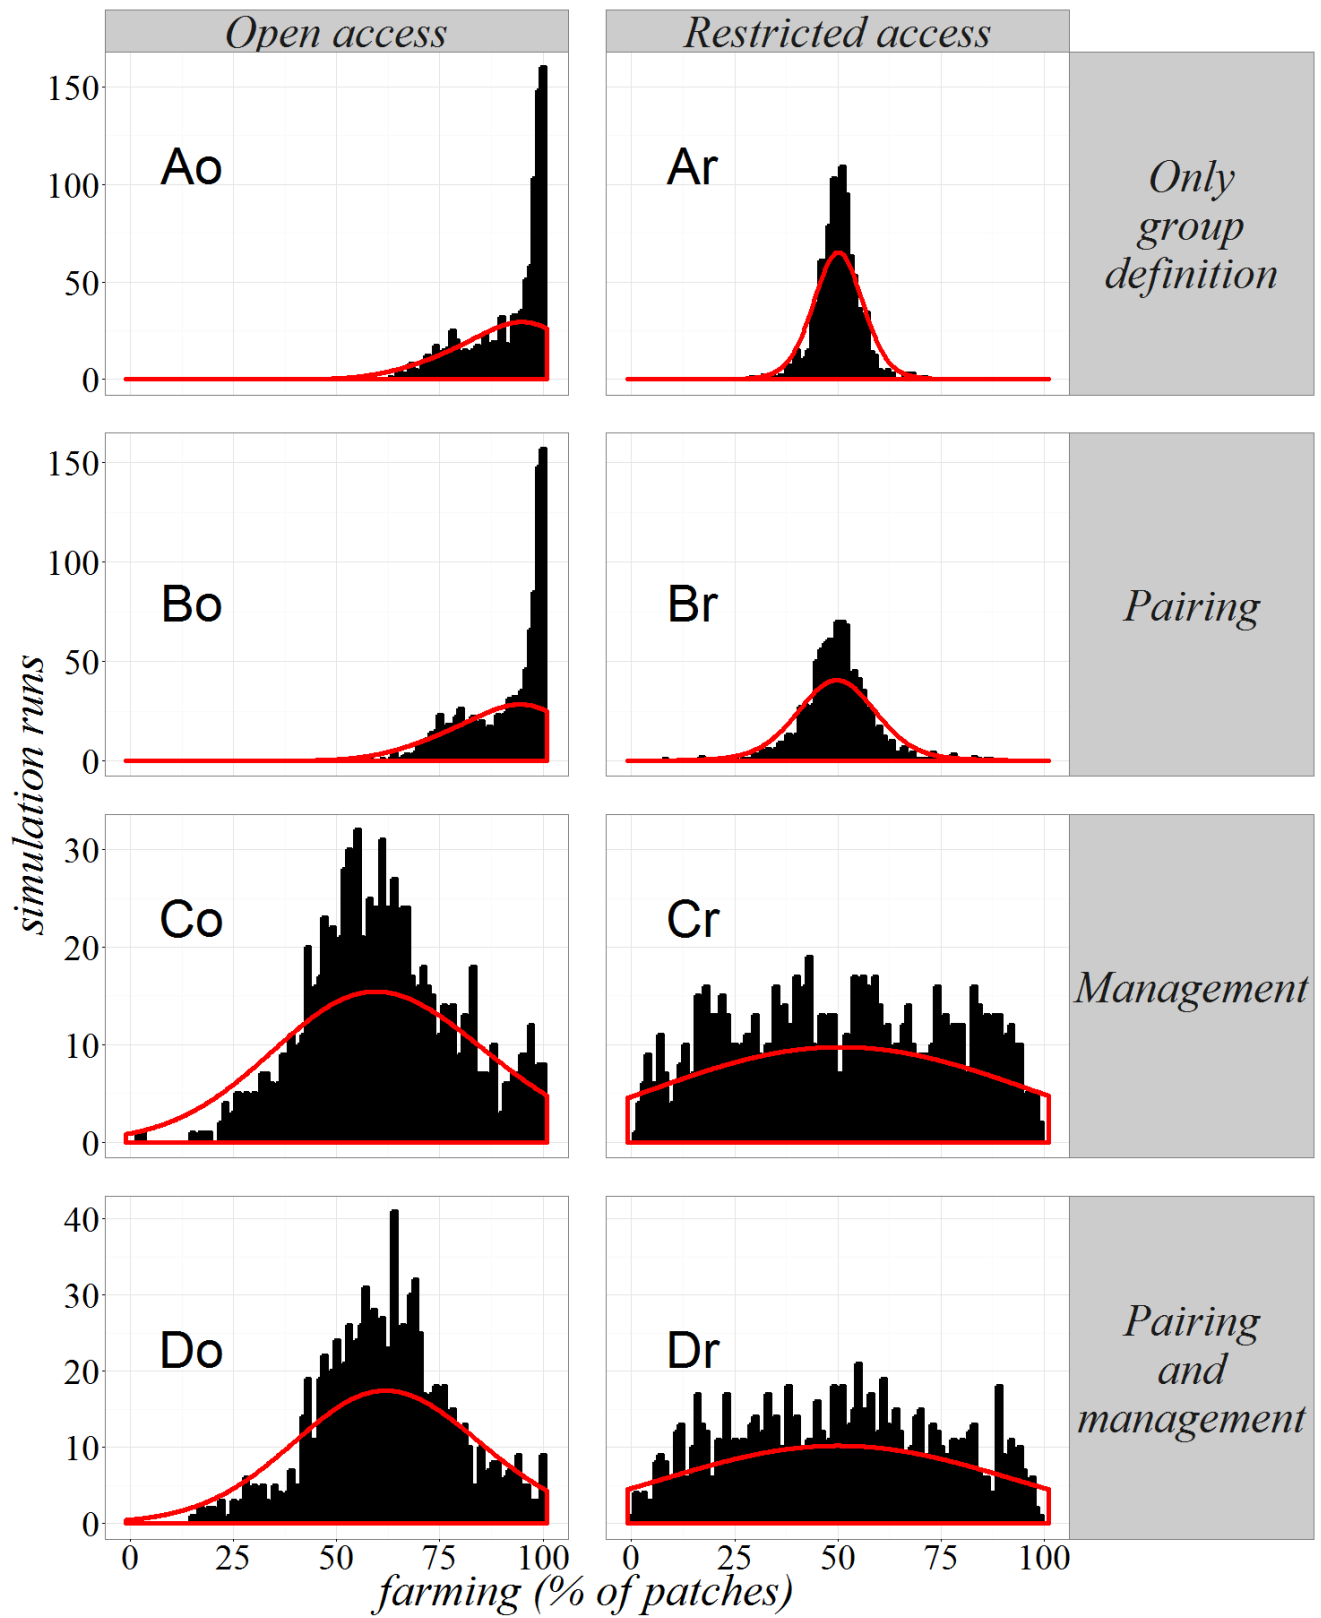 Open access
Restricted access
150
100
50
0
Ao
Ar
Only
group
definition
150
100
50
0
Bo
Br
Pairing
simulation runs
30
20
10
0
Co
Cr
Management
40
30
20
10
0
Do
Dr
Pairing
and
management
0 25 50 75 100
0 25 50 75 100
farming (% of patches)